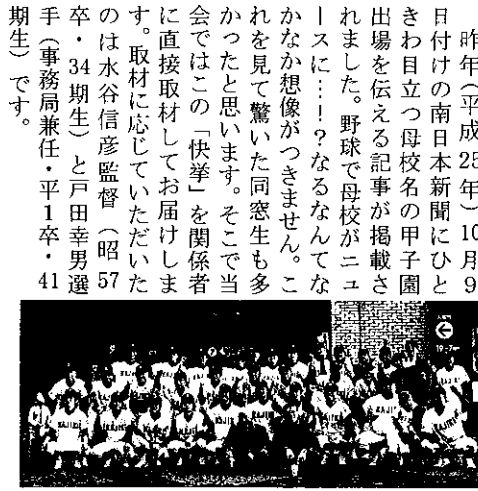 昨年(平成25年)10月9
日付けの南日本新聞にひと
きわ目立つ母校名の甲子園
出場を伝える記事が掲載さ
れました。野球で母校がニュ
ースに…!?なるなんてな
かなか想像がつきません。こ
れを見て驚いた同窓生も多
かったと思います。そこで当
会ではこの「快挙」を関係者
に直接取材してお届けしま
す。取材に応じていただいた
のは水谷信彦監督(昭57
卒・34期生)と戸田幸男選
手(事務局兼任・平1卒・41
期生)です。